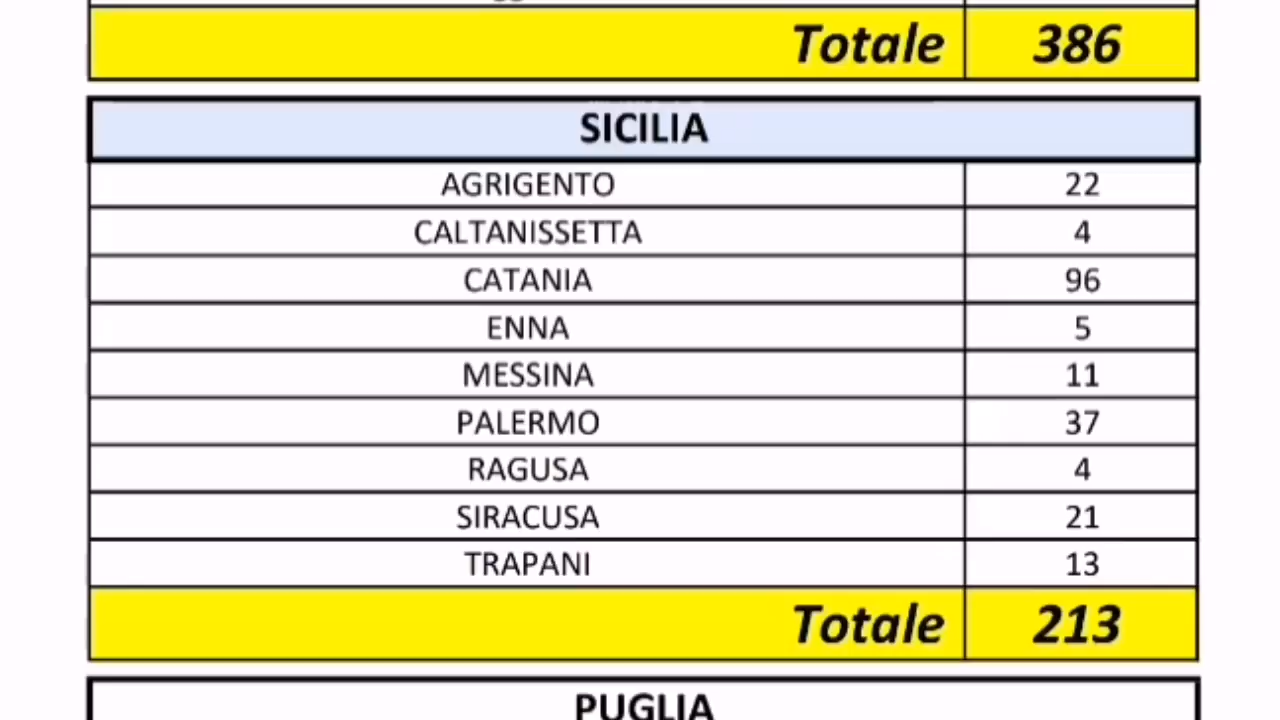 Totale 386
SICILIA
AGRIGENTO 22
CALTANISSETTA 4
CATANIA 96
ENNA 5
MESSINA 11
PALERMO 37
RAGUSA 4
SIRACUSA 21
TRAPANI 13
Totale 213
PUGLIA